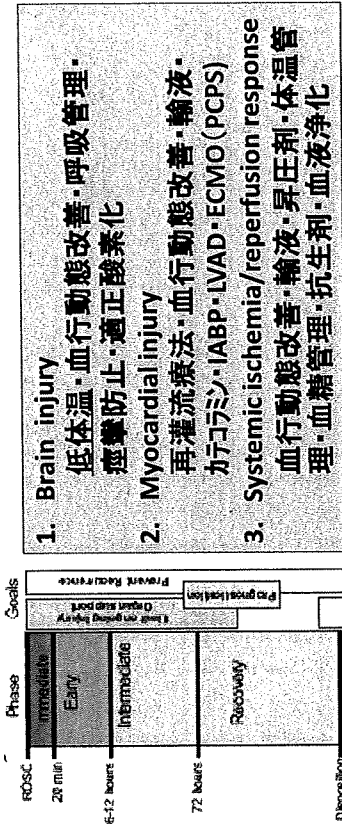 Phase
Goals
ROSC
Immediate
20 min
Early
6-12 hours
Intermediate
72 hours
Recovery
Disposition
Limit ongoing injury
Organ support
Prevent Recurrence
Prognostication
1. Brain injury
低体温・血行動態改善・呼吸管理・
痙攣防止・適正酸素化
2. Myocardial injury
再灌流療法・血行動態改善・輸液・
カテコラミン・IABP・LVAD・ECMO(PCPS)
3. Systemic ischemia/reperfusion response
血行動態改善・輸液・昇圧剤・体温管
理・血糖管理・抗生剤・血液浄化